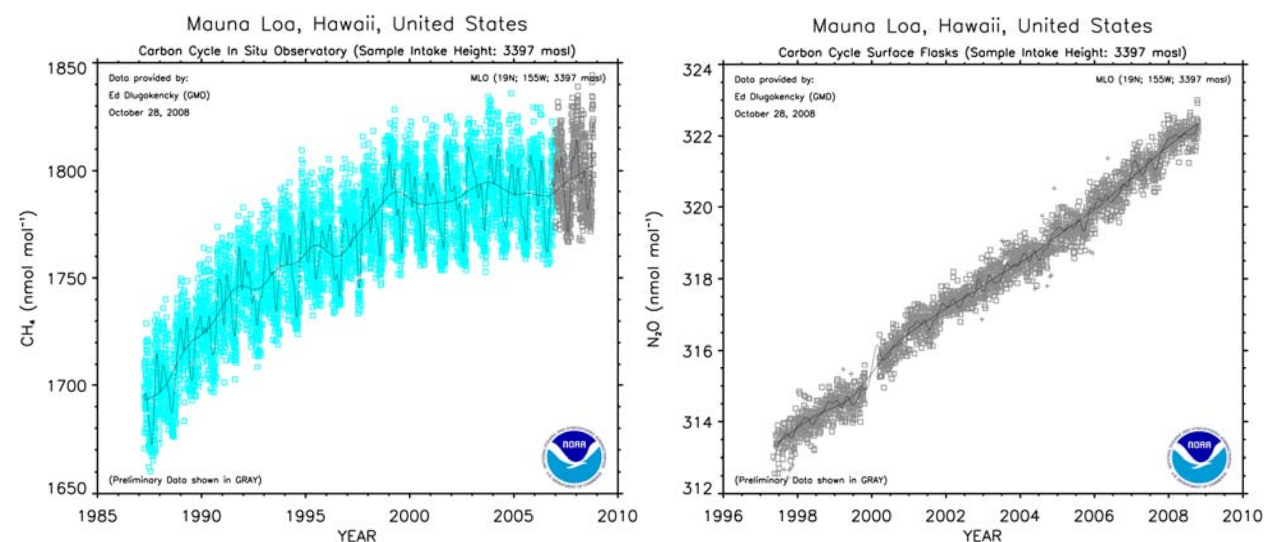 Mauna Loa, Hawaii, United States
Carbon Cycle In Situ Observatory (Sample Intake Height: 3397 masl)
Data provided by:
Ed Dlugokencky (GMD)
October 28, 2008
MLO (19N; 155W; 3397 masl)
1850
1800
1750
1700
1650
CH₄ (nmol mol⁻¹)
(Preliminary Data shown in GRAY)
NOAA
1985
1990
1995
2000
2005
2010
YEAR
Mauna Loa, Hawaii, United States
Carbon Cycle Surface Flasks (Sample Intake Height: 3397 masl)
Data provided by:
Ed Dlugokencky (GMD)
October 28, 2008
MLO (19N; 155W; 3397 masl)
324
322
320
318
316
314
312
N₂O (nmol mol⁻¹)
(Preliminary Data shown in GRAY)
NOAA
1996
1998
2000
2002
2004
2006
2008
2010
YEAR